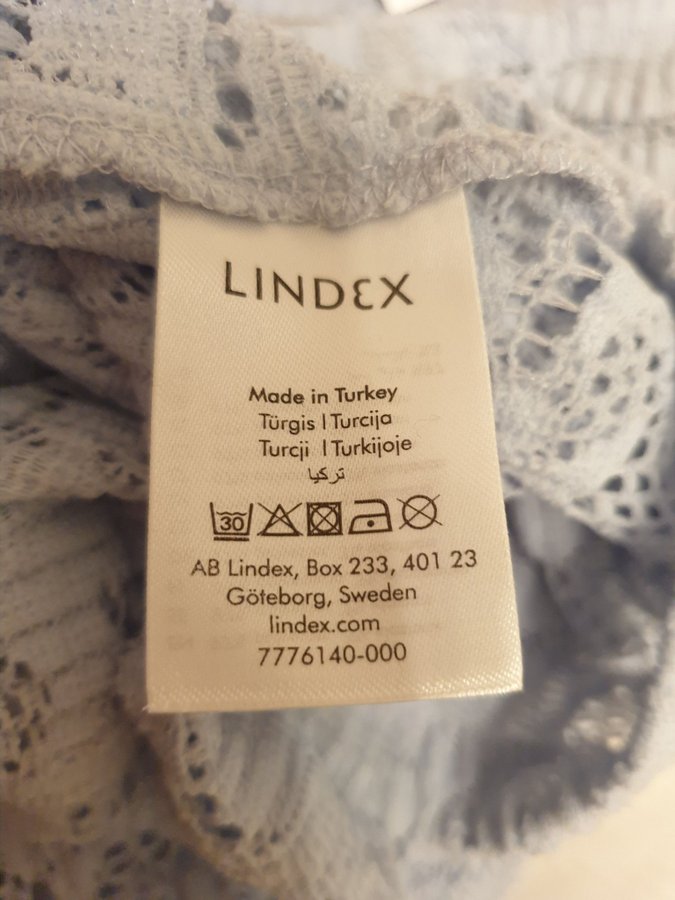 LINDEX
Made in Turkey
Türgis | Turcija
Turcji | Turkijoje
تركيا
30
AB Lindex, Box 233, 401 23
Göteborg, Sweden
lindex.com
7776140-000